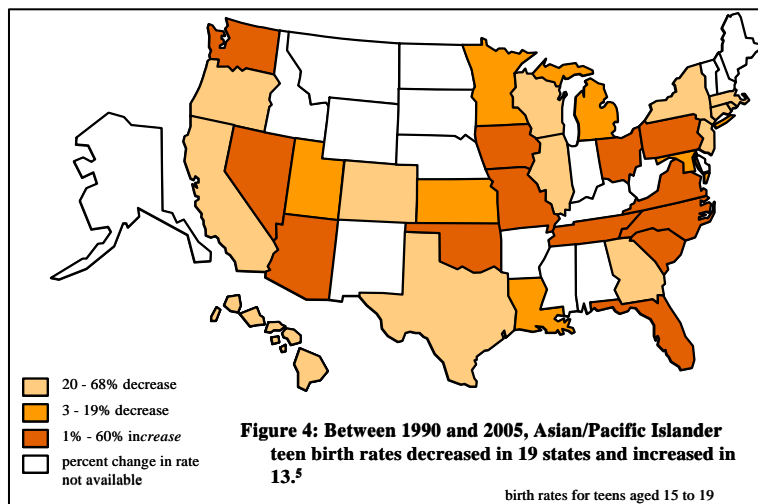 20 - 68% decrease
3 - 19% decrease
1% - 60% increase
percent change in rate
not available
Figure 4: Between 1990 and 2005, Asian/Pacific Islander
teen birth rates decreased in 19 states and increased in
13.5
birth rates for teens aged 15 to 19